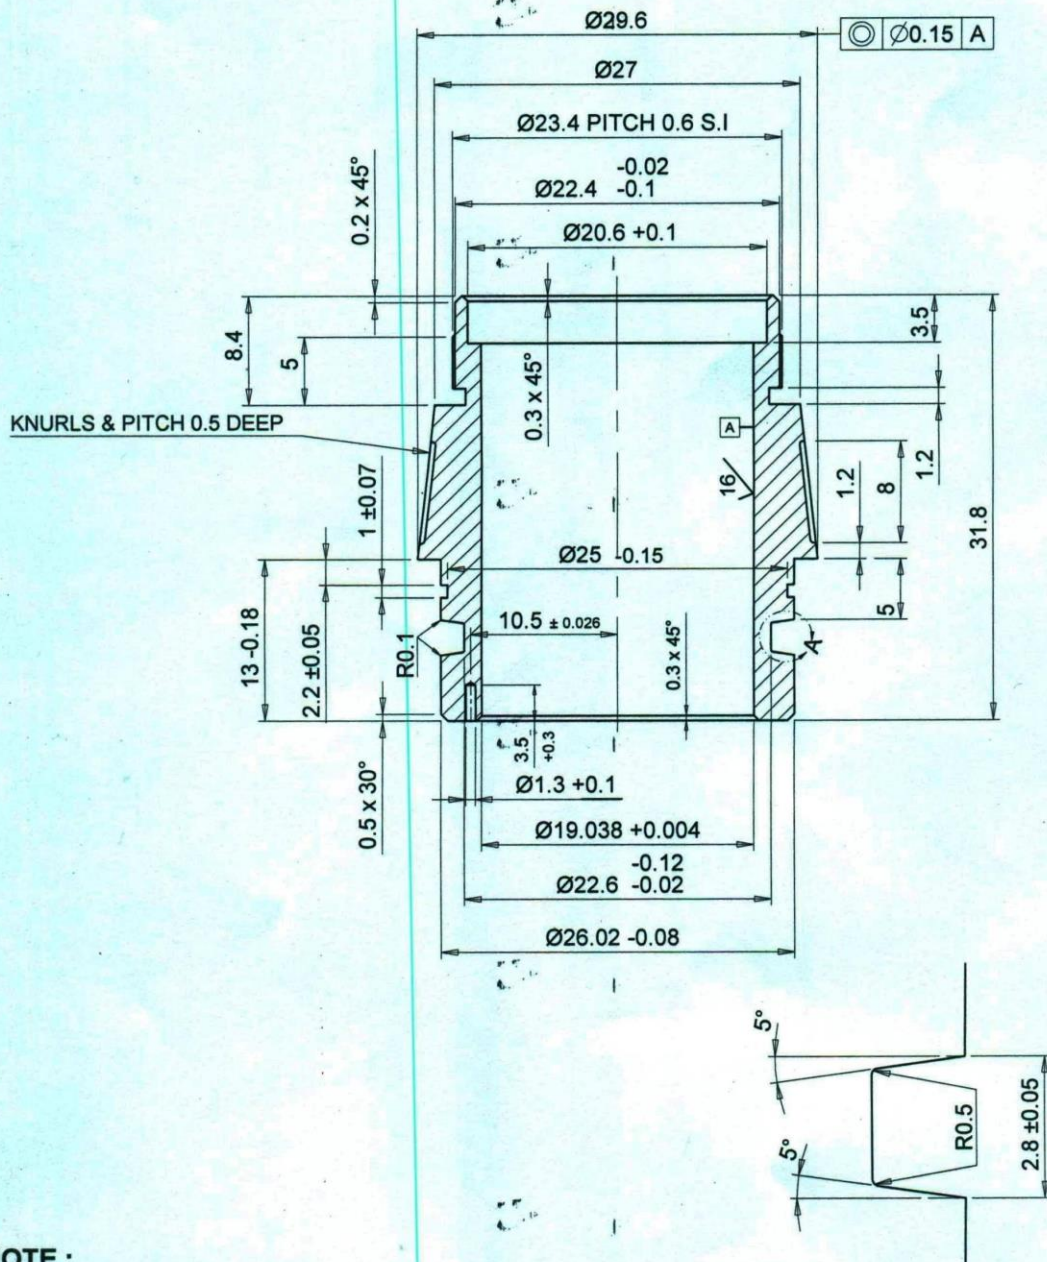 Ø29.6
Ø0.15 A
Ø27
Ø23.4 PITCH 0.6 S.I
-0.02
Ø22.4 -0.1
Ø20.6 +0.1
0.2 x 45°
8.4
5
0.3 x 45°
3.5
1.2
31.8
KNURLS & PITCH 0.5 DEEP
A
16
1.2
8
1 ±0.07
Ø25 -0.15
5
13 -0.18
2.2 ±0.05
R0.1
10.5 ± 0.026
0.3 x 45°
A
3.5
+0.3
0.5 x 30°
Ø1.3 +0.1
Ø19.038 +0.004
-0.12
Ø22.6 -0.02
Ø26.02 -0.08
5°
5°
R0.5
2.8 ±0.05
OTE :